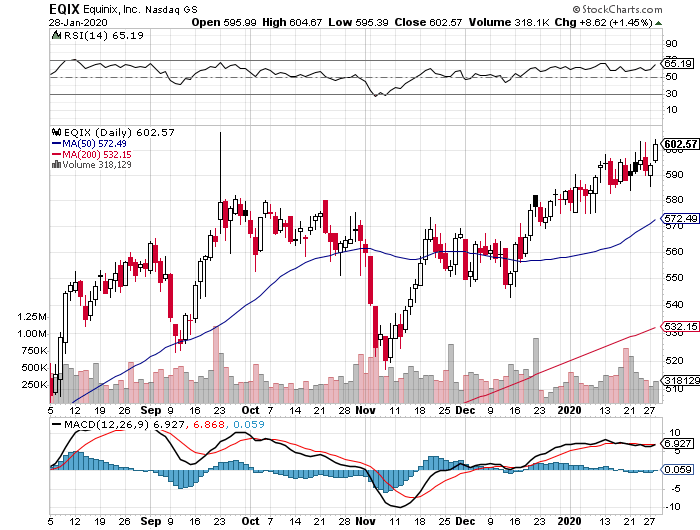 EQIX Equinix, Inc. Nasdaq GS © StockCharts.com
28-Jan-2020 Open 595.99 High 604.67 Low 595.39 Close 602.57 Volume 318.1K Chg +8.62 (+1.45%)
RSI(14) 65.19
90
70
65.19
50
30
10
EQIX (Daily) 602.57
MA(50) 572.49
MA(200) 532.15
Volume 318,129
602.57
590
580
572.49
570
560
550
540
532.15
520
510
318129
1.25M
1.00M
750K
500K
250K
5 12 19 26 Sep 9 16 23 Oct 7 14 21 28 Nov 11 18 25 Dec 9 16 23 2020 13 21 27
MACD(12,26,9) 6.927, 6.868, 0.059
10
6.927
5
0.059
-5
-10
5 12 19 26 Sep 9 16 23 Oct 7 14 21 28 Nov 11 18 25 Dec 9 16 23 2020 13 21 27